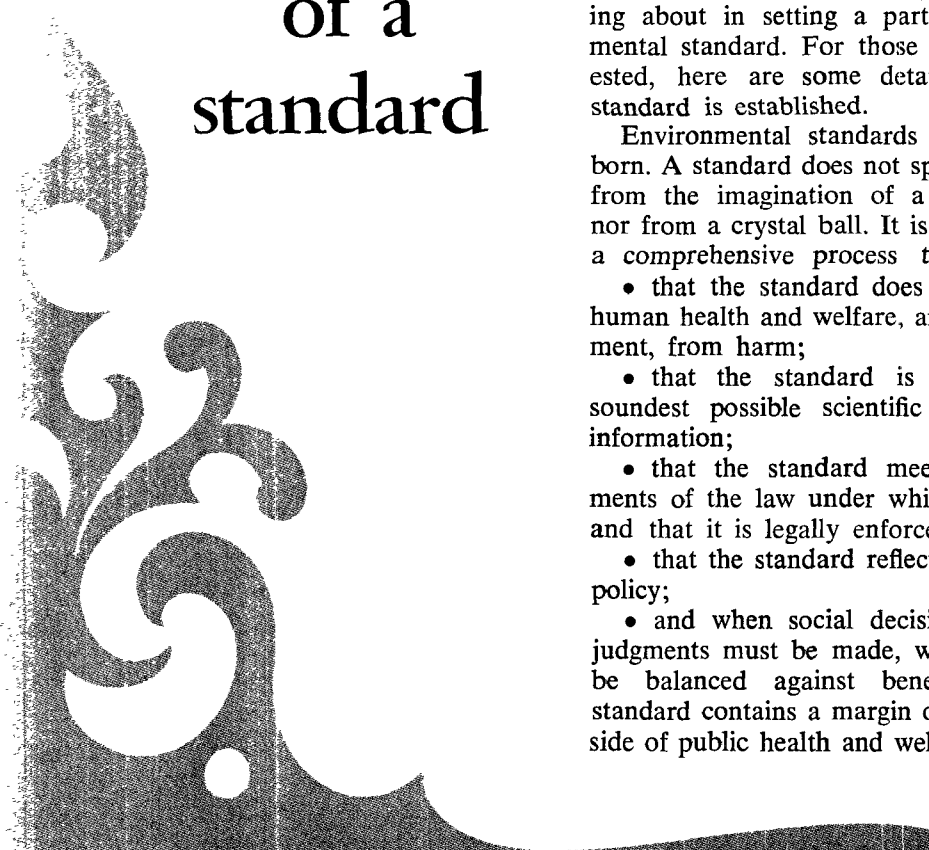 of a
standard
ing about in setting a part
mental standard. For those
ested, here are some deta
standard is established.
Environmental standards
born. A standard does not sp
from the imagination of a
nor from a crystal ball. It is
a comprehensive process t
• that the standard does
human health and welfare, a
ment, from harm;
• that the standard is
soundest possible scientific
information;
• that the standard mee
ments of the law under whi
and that it is legally enforce
• that the standard reflec
policy;
• and when social decisi
judgments must be made, w
be balanced against bene
standard contains a margin o
side of public health and wel